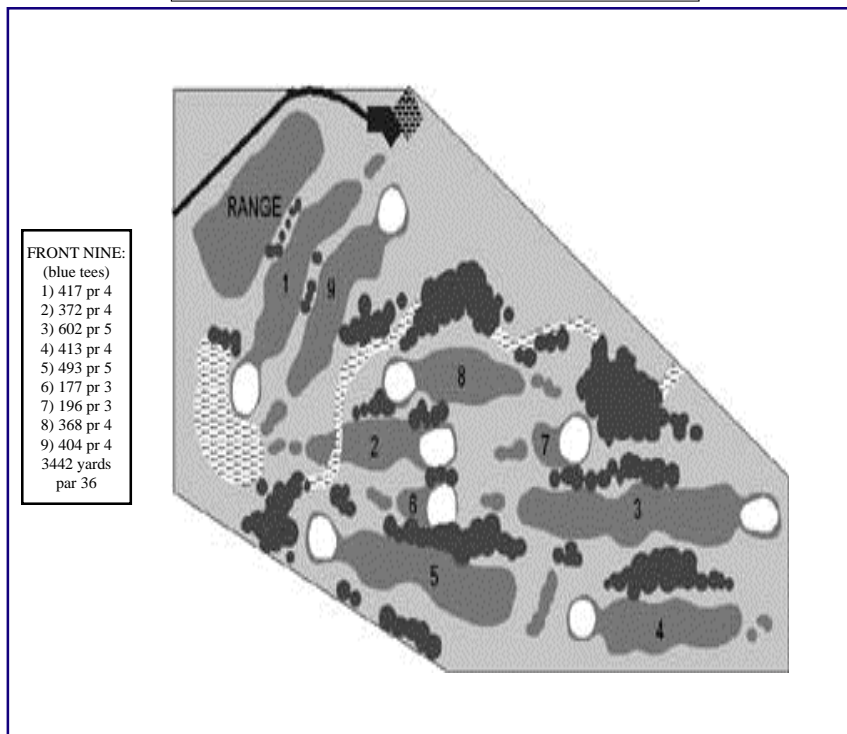 FRONT NINE:
(blue tees)
1) 417 pr 4
2) 372 pr 4
3) 602 pr 5
4) 413 pr 4
5) 493 pr 5
6) 177 pr 3
7) 196 pr 3
8) 368 pr 4
9) 404 pr 4
3442 yards
par 36
RANGE
1
9
8
2
7
6
3
5
4